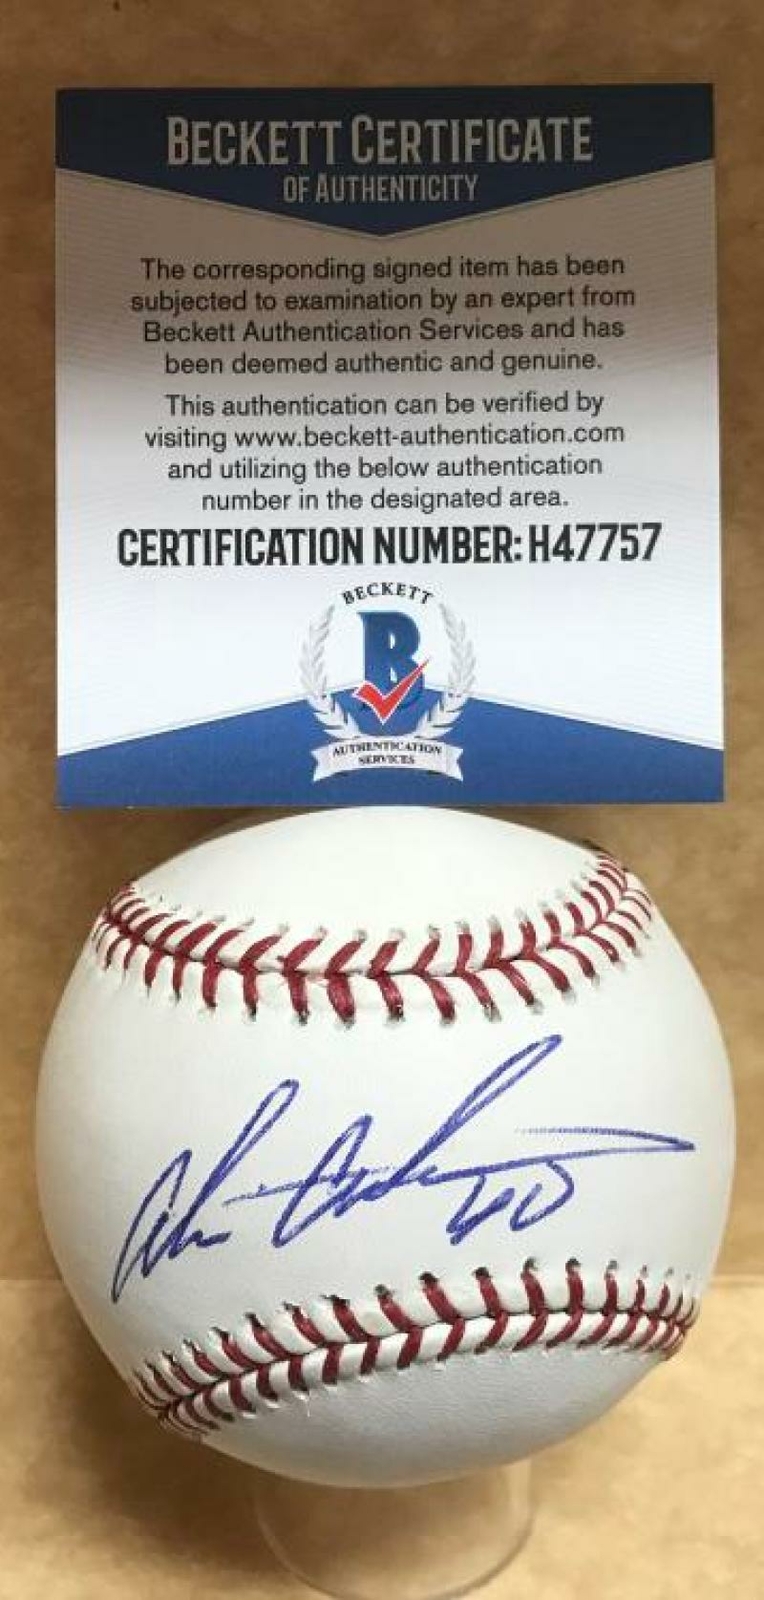 BECKETT CERTIFICATE
OF AUTHENTICITY
The corresponding signed item has been
subjected to examination by an expert from
Beckett Authentication Services and has
been deemed authentic and genuine.
This authentication can be verified by
visiting www.beckett-authentication.com
and utilizing the below authentication
number in the designated area.
CERTIFICATION NUMBER: H47757
BECKETT
B
AUTHENTICATION
SERVICES
40